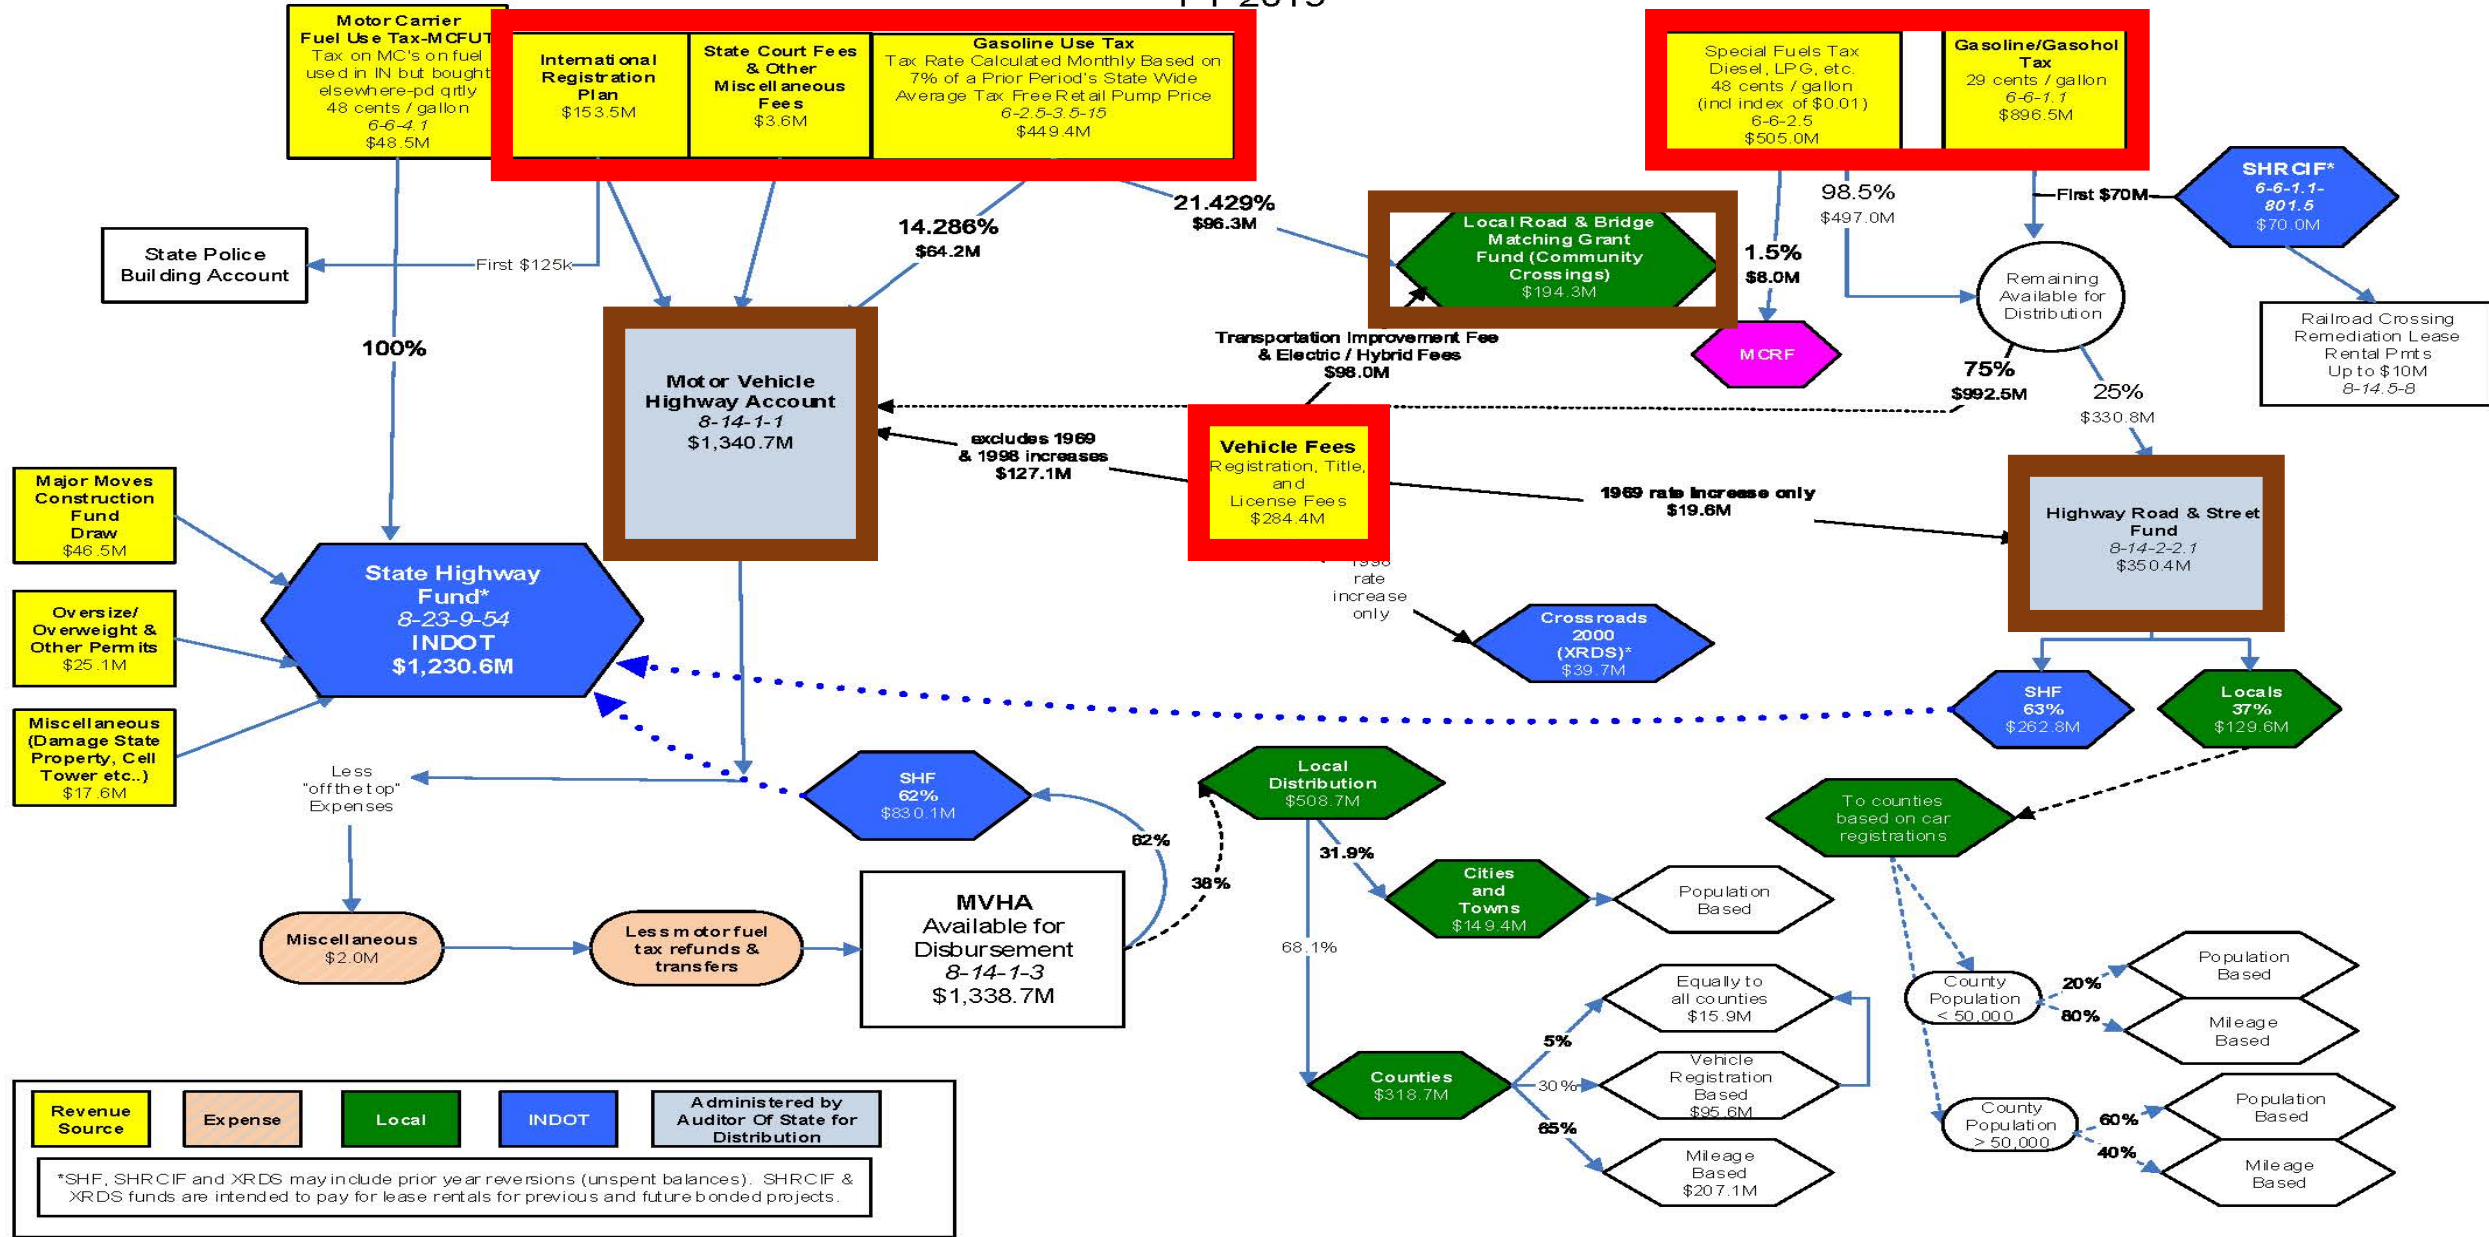 Motor Carrier
Fuel Use Tax-MCFUT
Tax on MC's on fuel
used in IN but bought
elsewhere-pd qrtly
48 cents / gallon
6-6-4.1
$48.5M
International
Registration
Plan
$153.5M
State Court Fees
& Other
Miscellaneous
Fees
$3.6M
Gasoline Use Tax
Tax Rate Calculated Monthly Based on
7% of a Prior Period's State Wide
Average Tax Free Retail Pump Price
6-2.5-3.5-15
$449.4M
Special Fuels Tax
Diesel, LPG, etc.
48 cents / gallon
(incl index of $0.01)
6-6-2.5
$505.0M
Gasoline/Gasohol
Tax
29 cents / gallon
6-6-1.1
$896.5M
SHRCIF*
6-6-1.1-
801.5
$70.0M
First $70M
98.5%
$497.0M
1.5%
$8.0M
21.429%
$96.3M
14.286%
$64.2M
Local Road & Bridge
Matching Grant
Fund (Community
Crossings)
$194.3M
State Police
Building Account
First $125k
Remaining
Available for
Distribution
Railroad Crossing
Remediation Lease
Rental Pmts
Up to $10M
8-14.5-8
100%
Transportation Improvement Fee
& Electric / Hybrid Fees
$98.0M
MCRF
75%
$992.5M
25%
$330.8M
Motor Vehicle
Highway Account
8-14-1-1
$1,340.7M
excludes 1969
& 1998 increases
$127.1M
Vehicle Fees
Registration, Title,
and
License Fees
$284.4M
1969 rate increase only
$19.6M
Highway Road & Street
Fund
8-14-2-2.1
$350.4M
Major Moves
Construction
Fund
Draw
$46.5M
Oversize/
Overweight &
Other Permits
$25.1M
Miscellaneous
(Damage State
Property, Cell
Tower etc..)
$17.6M
State Highway
Fund*
8-23-9-54
INDOT
$1,230.6M
1998
rate
increase
only
Crossroads
2000
(XRDS)*
$39.7M
SHF
63%
$262.8M
Locals
37%
$129.6M
Less
"off the top"
Expenses
SHF
62%
$830.1M
Local
Distribution
$508.7M
To counties
based on car
registrations
62%
38%
31.9%
68.1%
Cities
and
Towns
$149.4M
Population
Based
Miscellaneous
$2.0M
Less motor fuel
tax refunds &
transfers
MVHA
Available for
Disbursement
8-14-1-3
$1,338.7M
Equally to
all counties
$15.9M
5%
Counties
$318.7M
30%
Vehicle
Registration
Based
$95.6M
65%
Mileage
Based
$207.1M
County
Population
< 50,000
20%
Population
Based
80%
Mileage
Based
County
Population
> 50,000
60%
Population
Based
40%
Mileage
Based
Revenue
Source
Expense
Local
INDOT
Administered by
Auditor Of State for
Distribution
*SHF, SHRCIF and XRDS may include prior year reversions (unspent balances). SHRCIF &
XRDS funds are intended to pay for lease rentals for previous and future bonded projects.